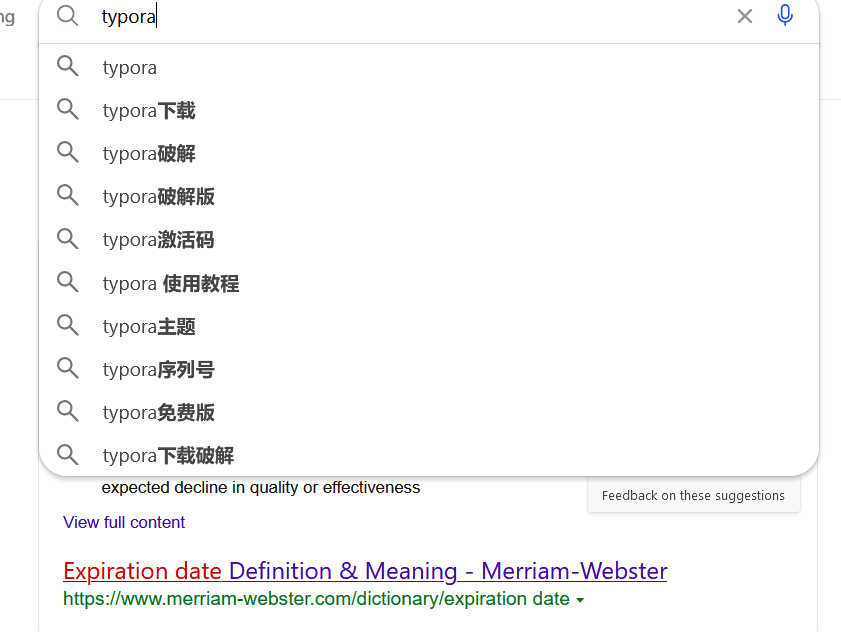 ng
typora
typora
typora下载
typora破解
typora破解版
typora激活码
typora 使用教程
typora主题
typora序列号
typora免费版
typora下载破解
expected decline in quality or effectiveness
Feedback on these suggestions
View full content
Expiration date Definition & Meaning - Merriam-Webster
https://www.merriam-webster.com/dictionary/expiration date